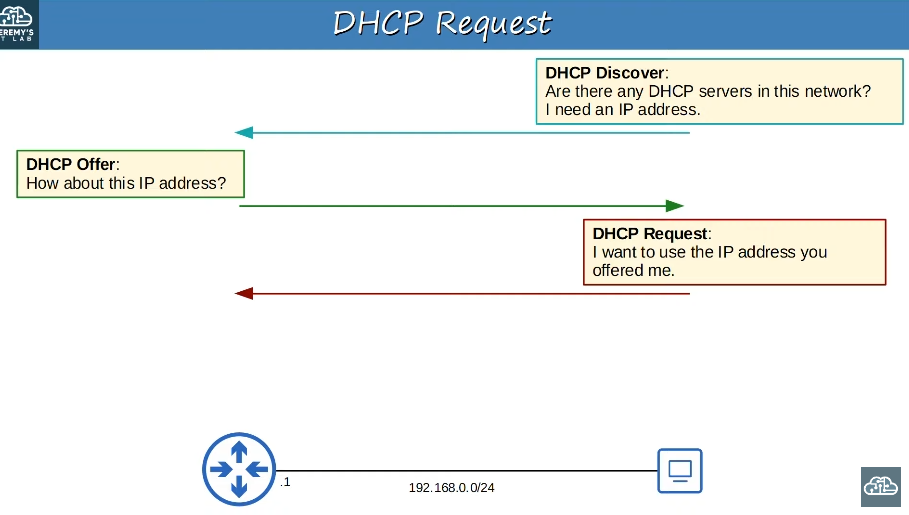 DHCP Request
EREMY'S
T LAB
DHCP Discover:
Are there any DHCP servers in this network?
I need an IP address.
DHCP Offer:
How about this IP address?
DHCP Request:
I want to use the IP address you
offered me.
.1
192.168.0.0/24